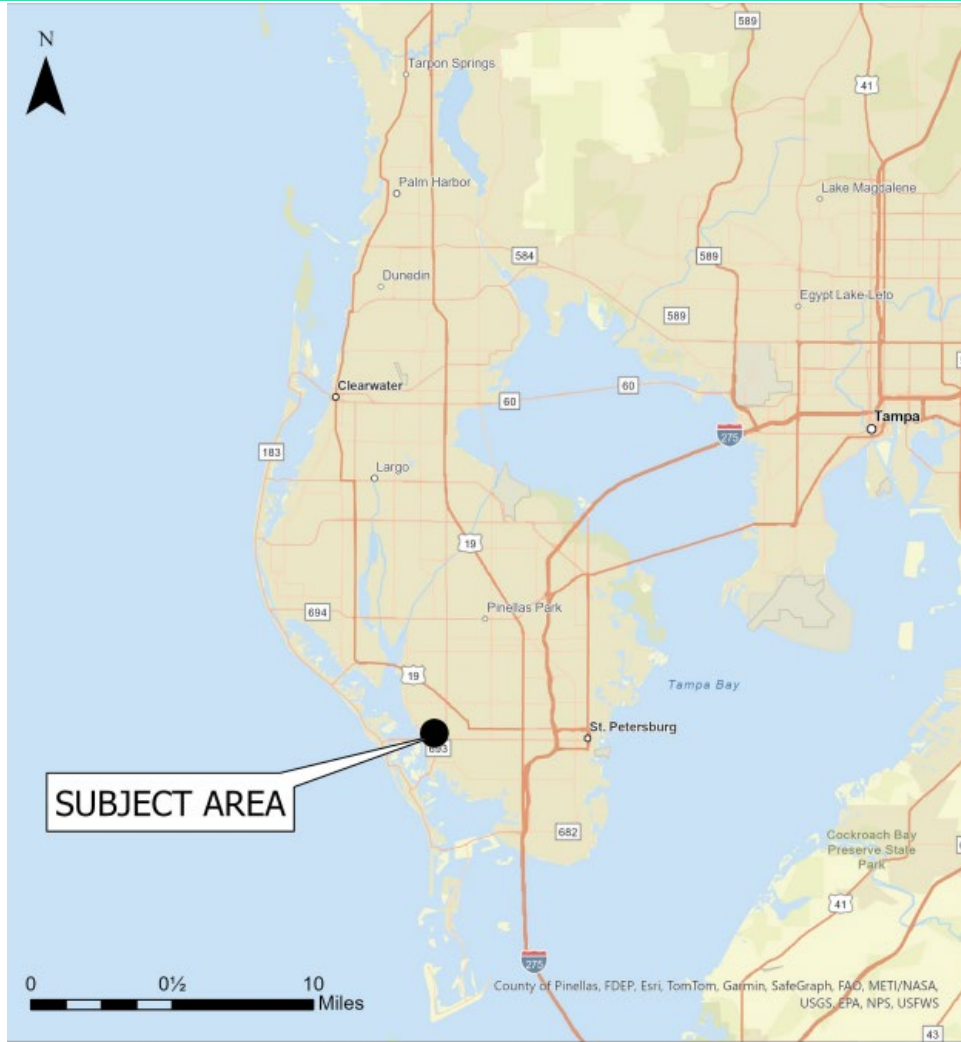 589
N
41
Tarpon Springs
Palm Harbor
Lake Magdalene
584
589
Dunedin
Egypt Lake-Leto
589
Clearwater
60
60
Tampa
275
183
Largo
19
694
Pinellas Park
19
Tampa Bay
St. Petersburg
693
SUBJECT AREA
682
Cockroach Bay
Preserve State
Park
41
275
0
0½
10
Miles
County of Pinellas, FDEP, Esri, TomTom, Garmin, SafeGraph, FAO, METI/NASA,
USGS, EPA, NPS, USFWS
43